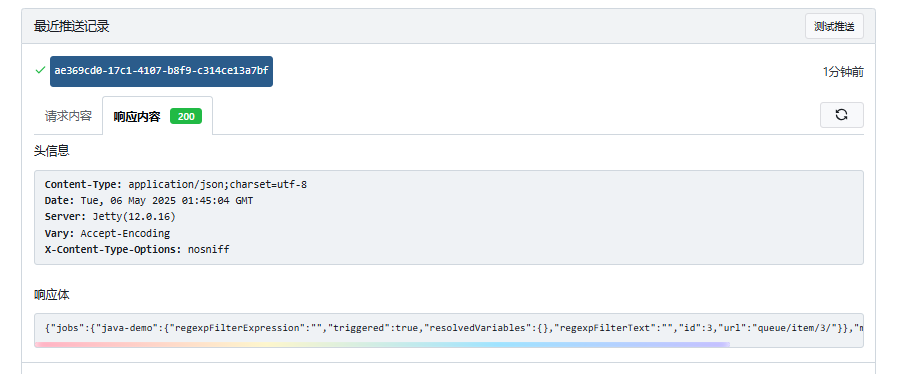 最近推送记录
测试推送
ae369cd0-17c1-4107-b8f9-c314ce13a7bf
1分钟前
请求内容
响应内容 200
头信息
Content-Type: application/json;charset=utf-8
Date: Tue, 06 May 2025 01:45:04 GMT
Server: Jetty(12.0.16)
Vary: Accept-Encoding
X-Content-Type-Options: nosniff
响应体
{"jobs":{"java-demo":{"regexpFilterExpression":"","triggered":true,"resolvedVariables":{},"regexpFilterText":"","id":3,"url":"queue/item/3/"}},"